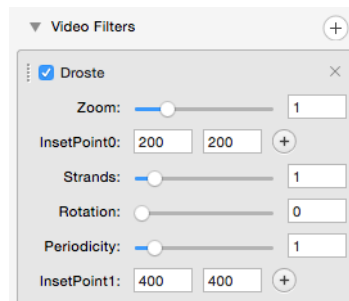 Video Filters
Droste
Zoom: 1
InsetPoint0: 200 200
Strands: 1
Rotation: 0
Periodicity: 1
InsetPoint1: 400 400